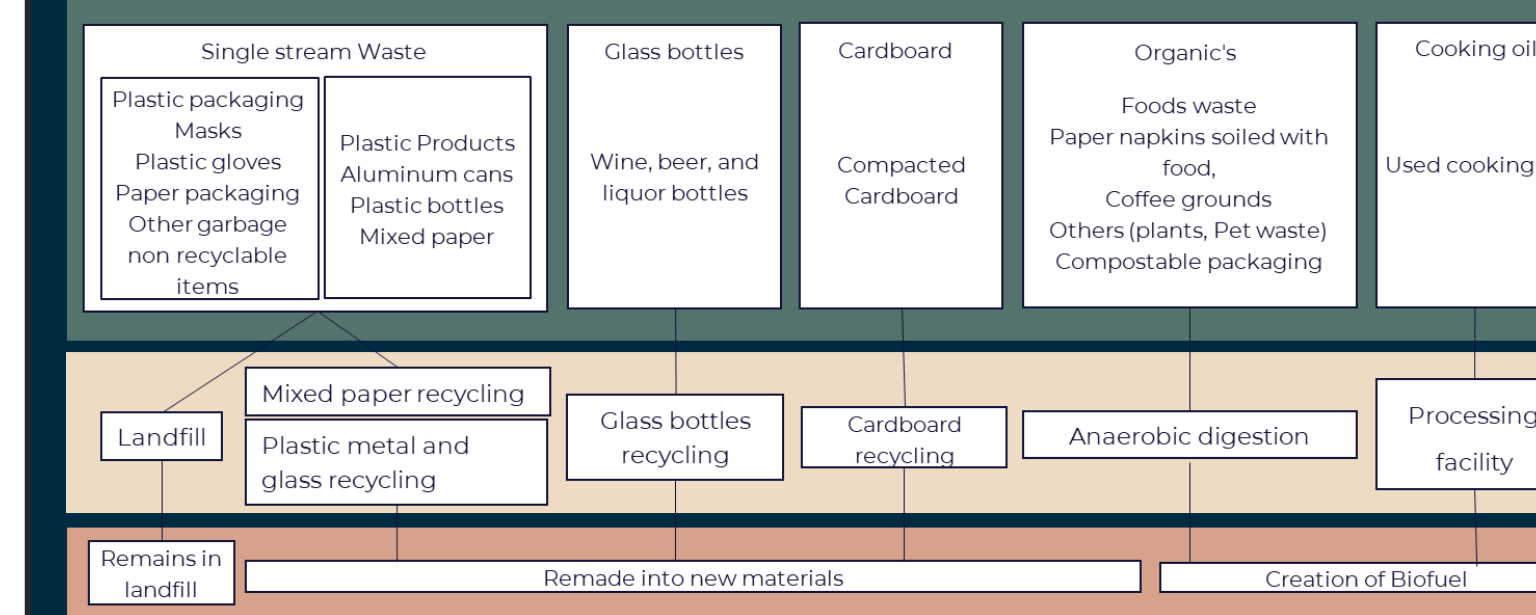 Single stream Waste
Plastic packaging
Masks
Plastic gloves
Paper packaging
Other garbage
non recyclable
items
Plastic Products
Aluminum cans
Plastic bottles
Mixed paper
Glass bottles
Wine, beer, and
liquor bottles
Cardboard
Compacted
Cardboard
Organic's
Foods waste
Paper napkins soiled with
food,
Coffee grounds
Others (plants, Pet waste)
Compostable packaging
Cooking oil
Used cooking
Landfill
Mixed paper recycling
Plastic metal and
glass recycling
Glass bottles
recycling
Cardboard
recycling
Anaerobic digestion
Processing
facility
Remains in
landfill
Remade into new materials
Creation of Biofuel